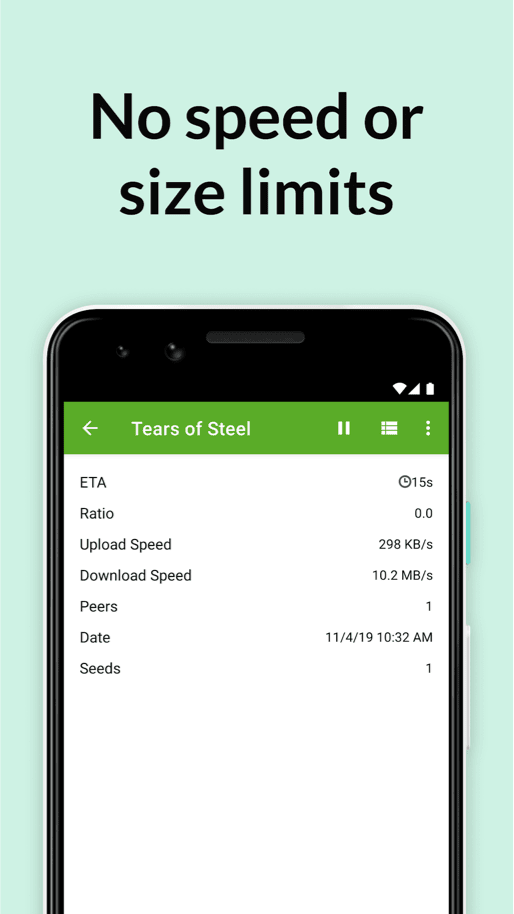 No speed or
size limits
Tears of Steel
ETA 15s
Ratio 0.0
Upload Speed 298 KB/s
Download Speed 10.2 MB/s
Peers 1
Date 11/4/19 10:32 AM
Seeds 1